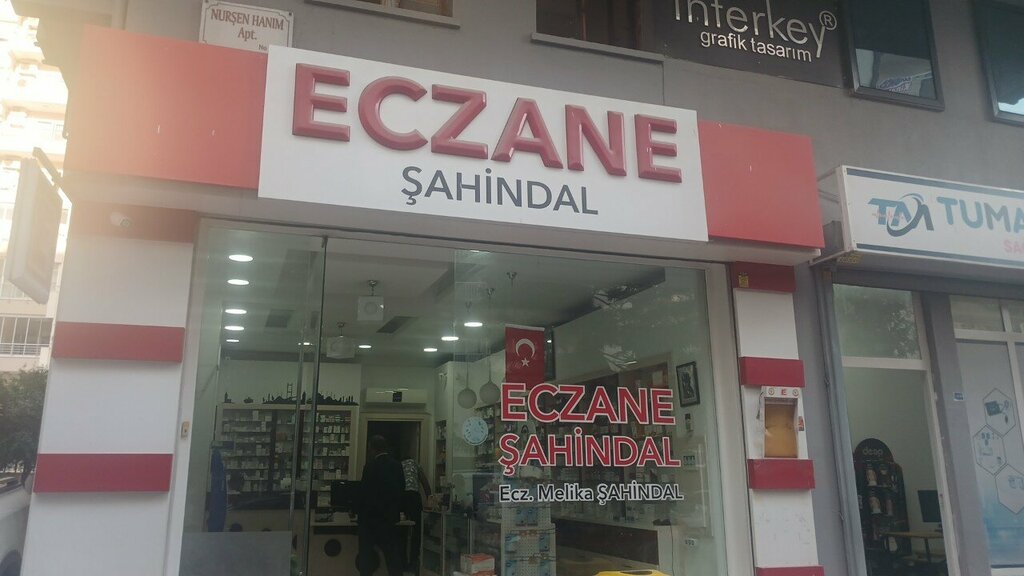 NURŞEN HANIM
Apt.
interkey®
grafik tasarım
ECZANE
ŞAHİNDAL
TUMA
ECZANE
ŞAHİNDAL
Ecz. Melika ŞAHİNDAL
E